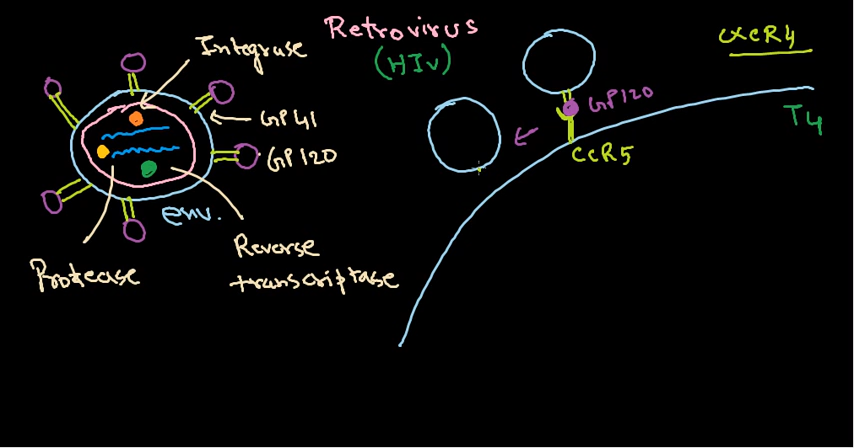 Retrovirus
(HIV)
Integrase
GP41
GP120
env.
Protease
Reverse
transcriptase
CXCR4
GP120
T4
CCR5